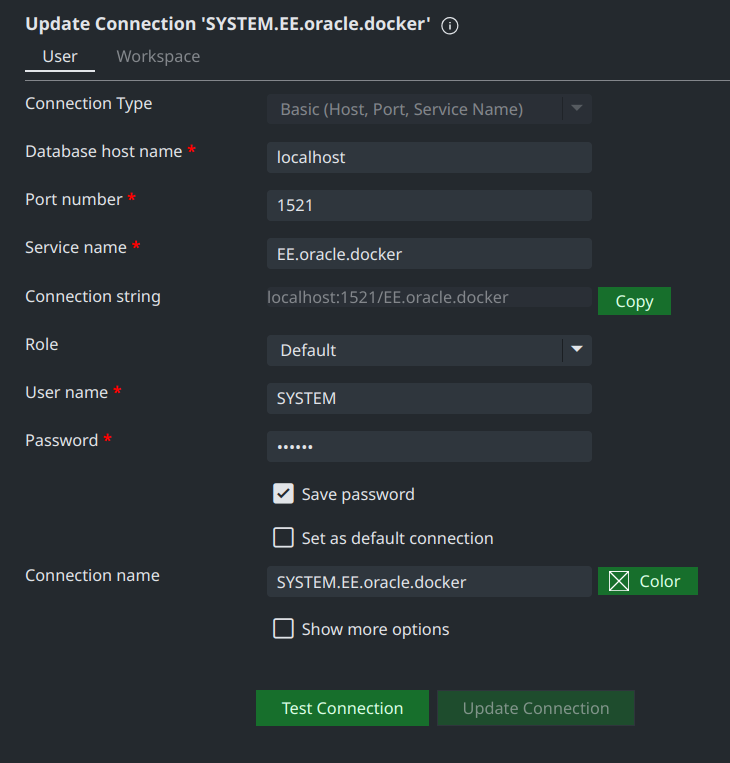 Update Connection 'SYSTEM.EE.oracle.docker'
User Workspace
Connection Type Basic (Host, Port, Service Name)
Database host name * localhost
Port number * 1521
Service name * EE.oracle.docker
Connection string localhost:1521/EE.oracle.docker Copy
Role Default
User name * SYSTEM
Password * ••••••
Save password
Set as default connection
Connection name SYSTEM.EE.oracle.docker Color
Show more options
Test Connection Update Connection